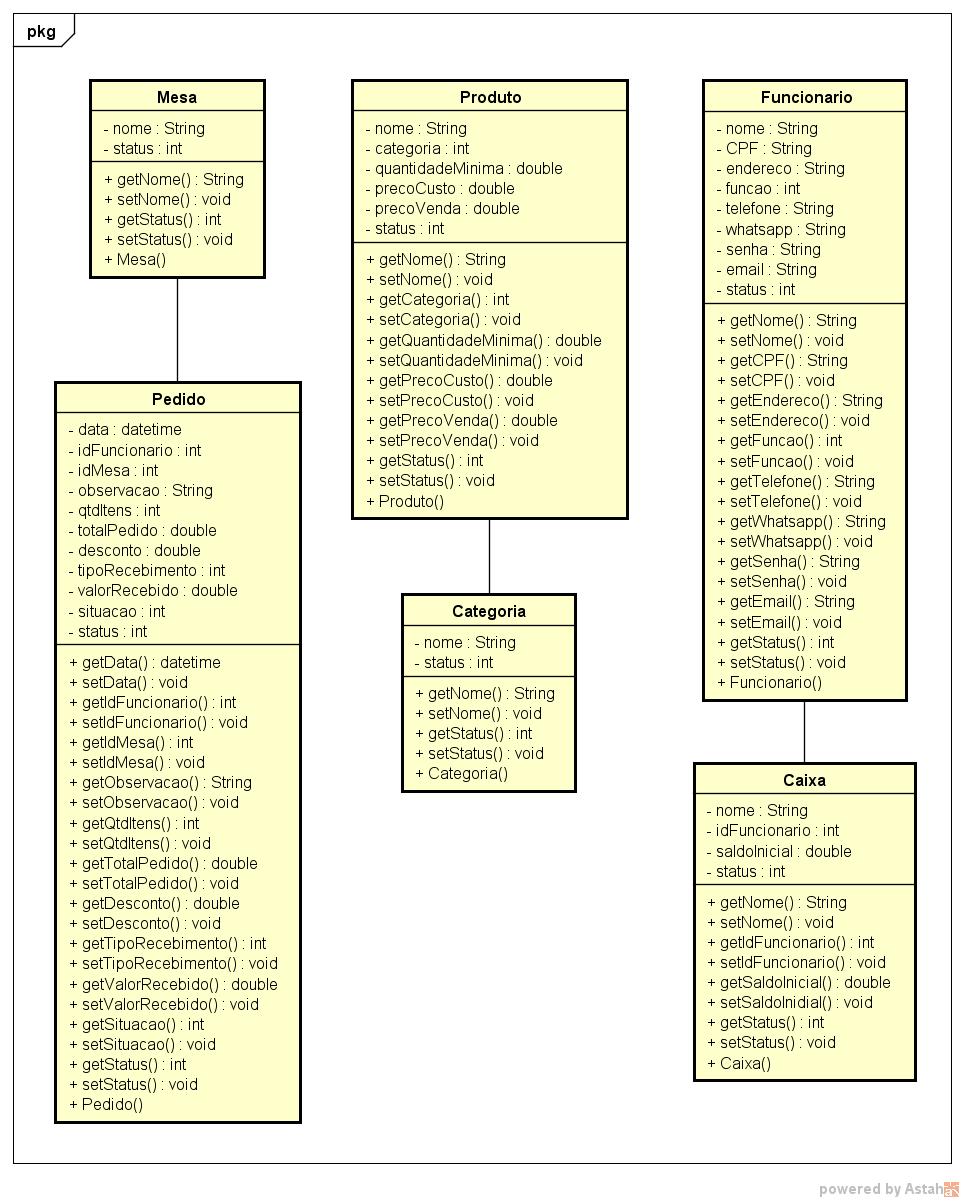 pkg
Mesa
- nome : String
- status : int
+ getNome() : String
+ setNome() : void
+ getStatus() : int
+ setStatus() : void
+ Mesa()
Pedido
- data : datetime
- idFuncionario : int
- idMesa : int
- observacao : String
- qtdItens : int
- totalPedido : double
- desconto : double
- tipoRecebimento : int
- valorRecebido : double
- situacao : int
- status : int
+ getData() : datetime
+ setData() : void
+ getIdFuncionario() : int
+ setIdFuncionario() : void
+ getIdMesa() : int
+ setIdMesa() : void
+ getObservacao() : String
+ setObservacao() : void
+ getQtdItens() : int
+ setQtdItens() : void
+ getTotalPedido() : double
+ setTotalPedido() : void
+ getDesconto() : double
+ setDesconto() : void
+ getTipoRecebimento() : int
+ setTipoRecebimento() : void
+ getValorRecebido() : double
+ setValorRecebido() : void
+ getSituacao() : int
+ setSituacao() : void
+ getStatus() : int
+ setStatus() : void
+ Pedido()
Produto
- nome : String
- categoria : int
- quantidadeMinima : double
- precoCusto : double
- precoVenda : double
- status : int
+ getNome() : String
+ setNome() : void
+ getCategoria() : int
+ setCategoria() : void
+ getQuantidadeMinima() : double
+ setQuantidadeMinima() : void
+ getPrecoCusto() : double
+ setPrecoCusto() : void
+ getPrecoVenda() : double
+ setPrecoVenda() : void
+ getStatus() : int
+ setStatus() : void
+ Produto()
Categoria
- nome : String
- status : int
+ getNome() : String
+ setNome() : void
+ getStatus() : int
+ setStatus() : void
+ Categoria()
Funcionario
- nome : String
- CPF : String
- endereco : String
- funcao : int
- telefone : String
- whatsapp : String
- senha : String
- email : String
- status : int
+ getNome() : String
+ setNome() : void
+ getCPF() : String
+ setCPF() : void
+ getEndereco() : String
+ setEndereco() : void
+ getFuncao() : int
+ setFuncao() : void
+ getTelefone() : String
+ setTelefone() : void
+ getWhatsapp() : String
+ setWhatsapp() : void
+ getSenha() : String
+ setSenha() : void
+ getEmail() : String
+ setEmail() : void
+ getStatus() : int
+ setStatus() : void
+ Funcionario()
Caixa
- nome : String
- idFuncionario : int
- saldoInicial : double
- status : int
+ getNome() : String
+ setNome() : void
+ getIdFuncionario() : int
+ setIdFuncionario() : void
+ getSaldoInicial() : double
+ setSaldoInidial() : void
+ getStatus() : int
+ setStatus() : void
+ Caixa()
powered by Astah